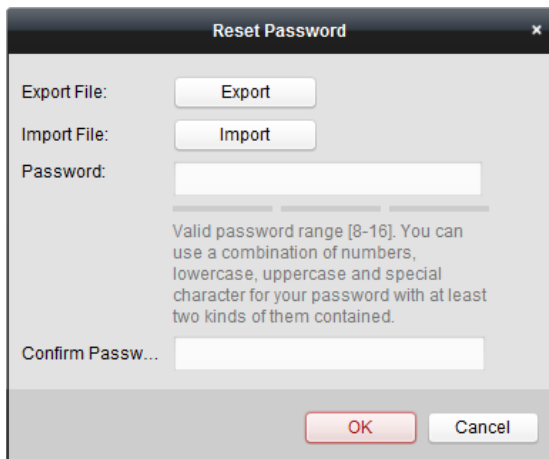 Reset Password ×
Export File: Export
Import File: Import
Password:
Valid password range [8-16]. You can
use a combination of numbers,
lowercase, uppercase and special
character for your password with at least
two kinds of them contained.
Confirm Passw...
OK Cancel